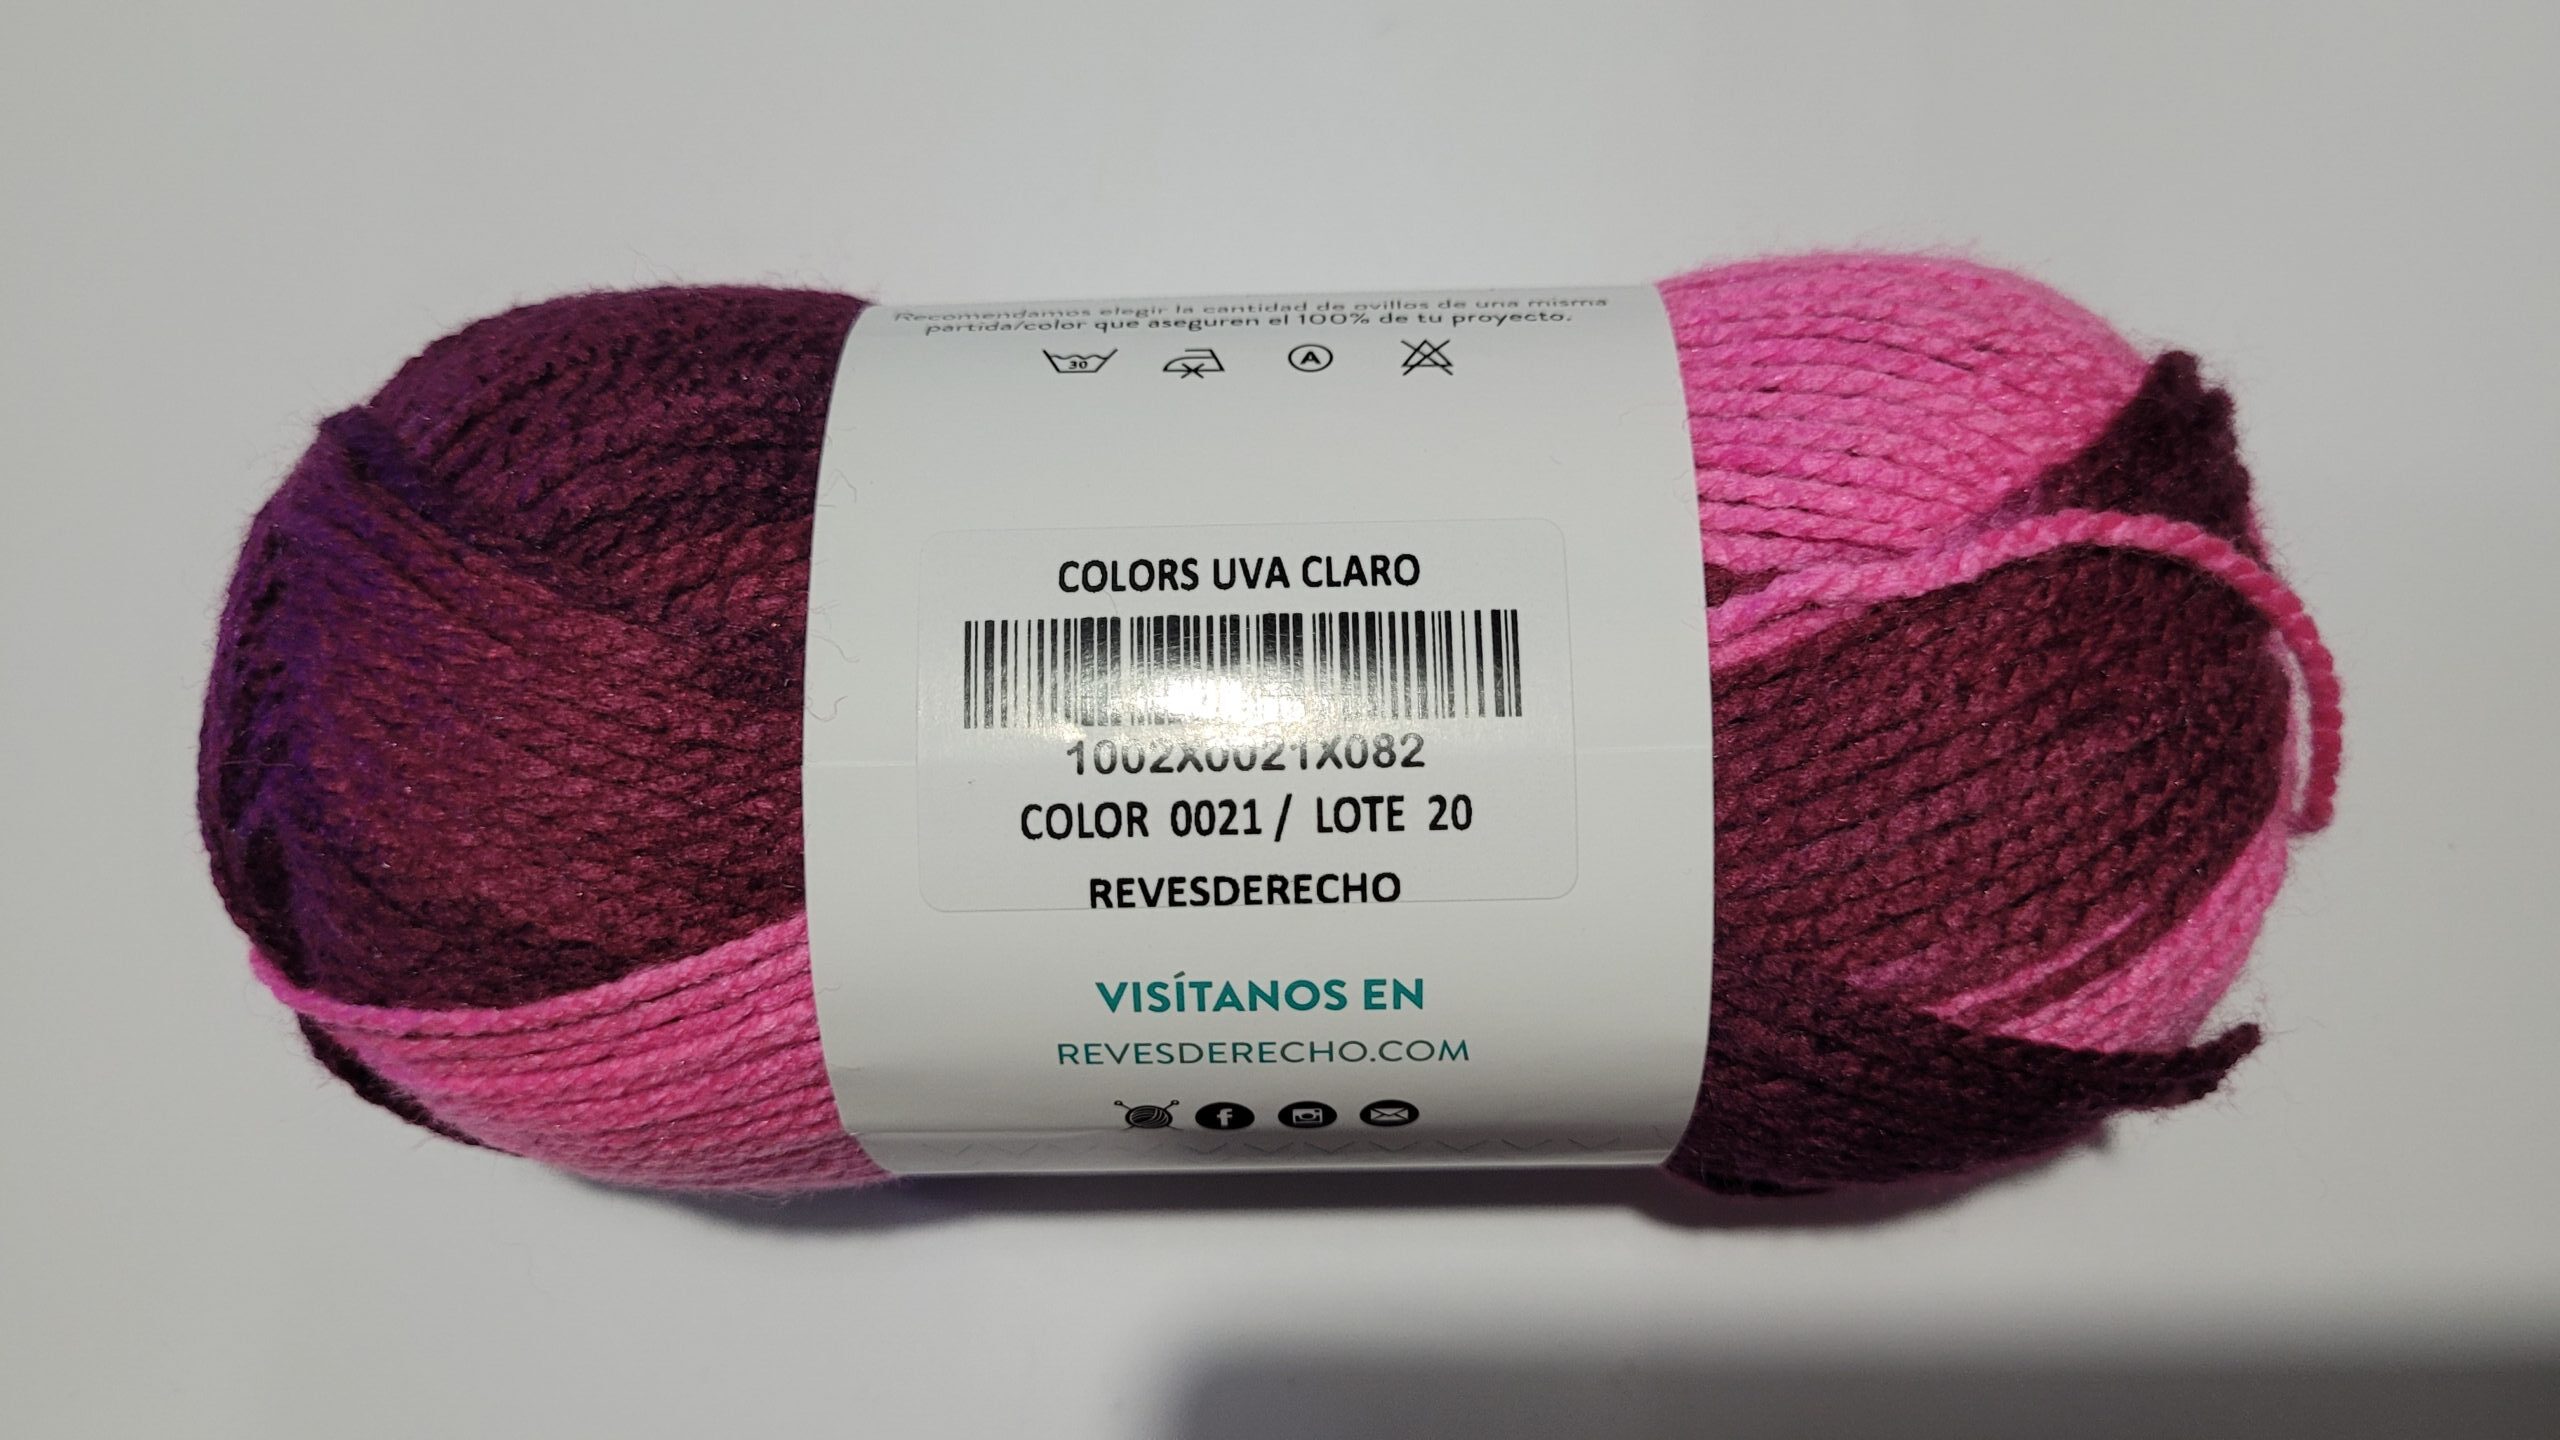 Recomendamos elegir la cantidad de ovillos de una misma
partida/color que aseguren el 100% de tu proyecto.
30 A
COLORS UVA CLARO
1002X0021X082
COLOR 0021 / LOTE 20
REVESDERECHO
VISÍTANOS EN
REVESDERECHO.COM